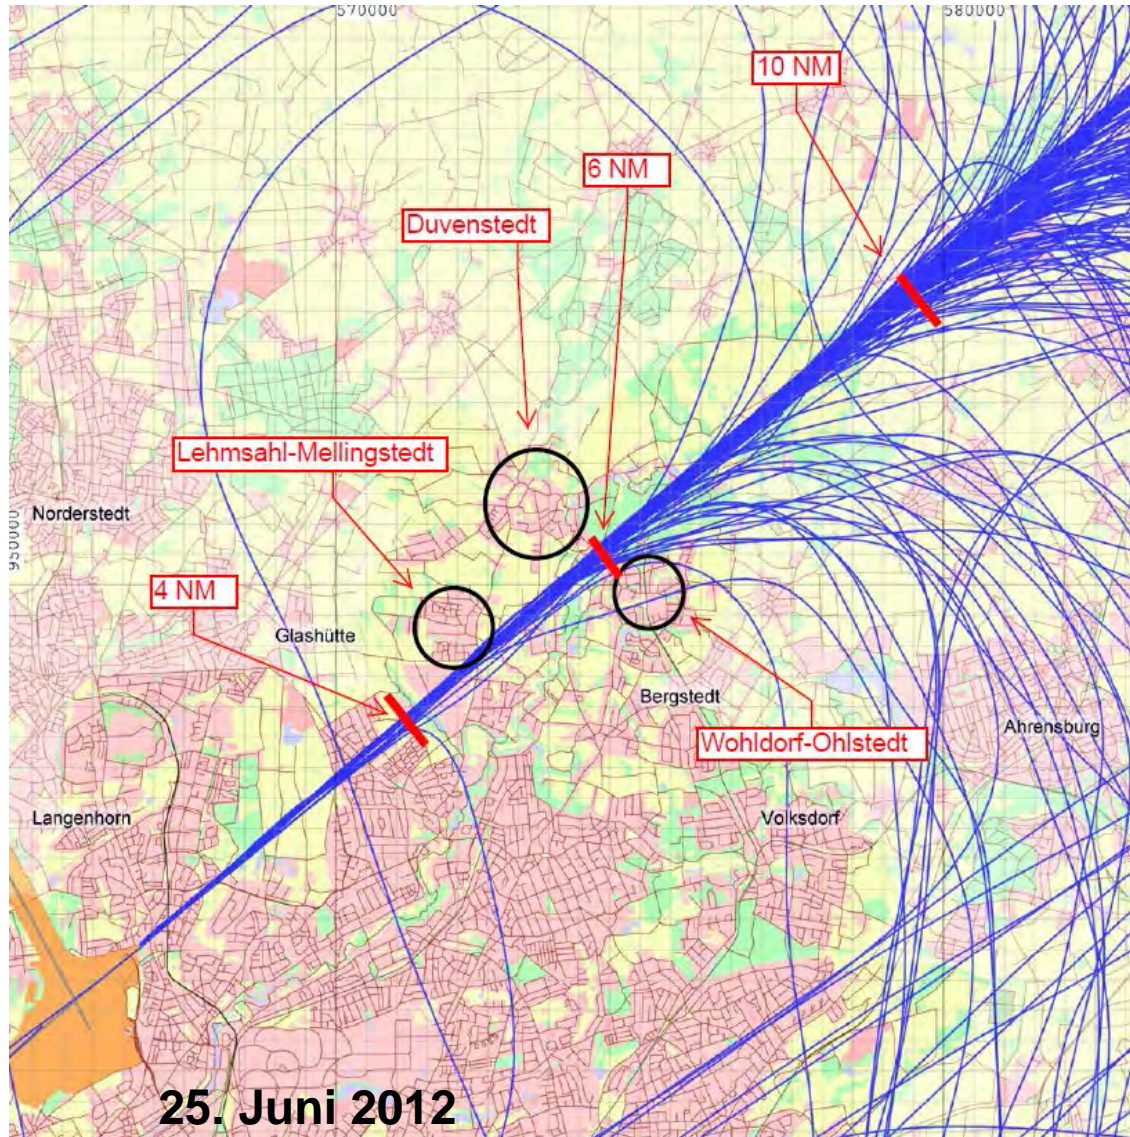 570000
580000
10 NM
6 NM
Duvenstedt
Lehmsahl-Mellingstedt
Norderstedt
950000
4 NM
Glashütte
Bergstedt
Ahrensburg
Wohldorf-Ohlstedt
Langenhorn
Volksdorf
25. Juni 2012